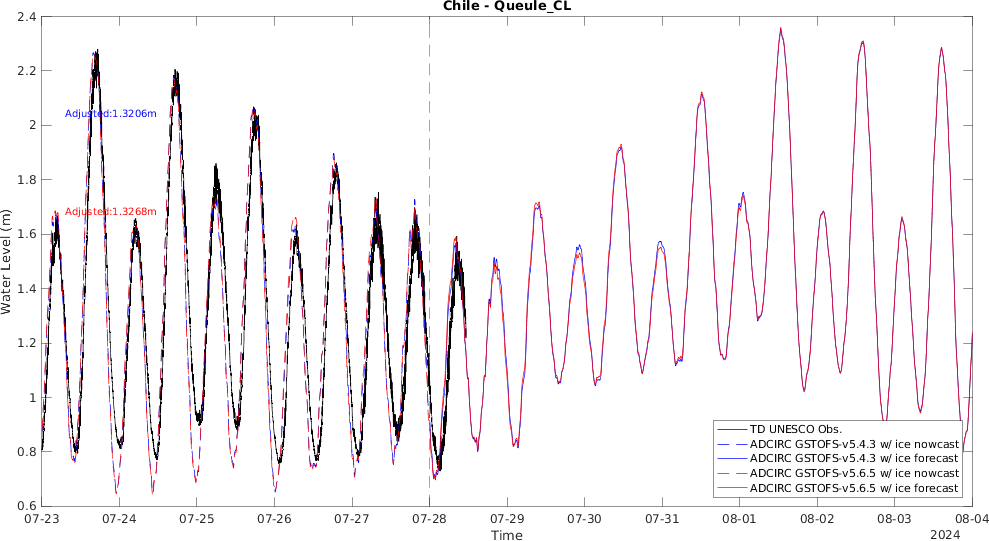 Chile - Queule_CL
2.4
2.2
2
1.8
1.6
1.4
1.2
1
0.8
0.6
Water Level (m)
Adjusted:1.3206m
Adjusted:1.3268m
TD UNESCO Obs.
ADCIRC GSTOFS-v5.4.3 w/ ice nowcast
ADCIRC GSTOFS-v5.4.3 w/ ice forecast
ADCIRC GSTOFS-v5.6.5 w/ ice nowcast
ADCIRC GSTOFS-v5.6.5 w/ ice forecast
07-23 07-24 07-25 07-26 07-27 07-28 07-29 07-30 07-31 08-01 08-02 08-03 08-04
Time
2024